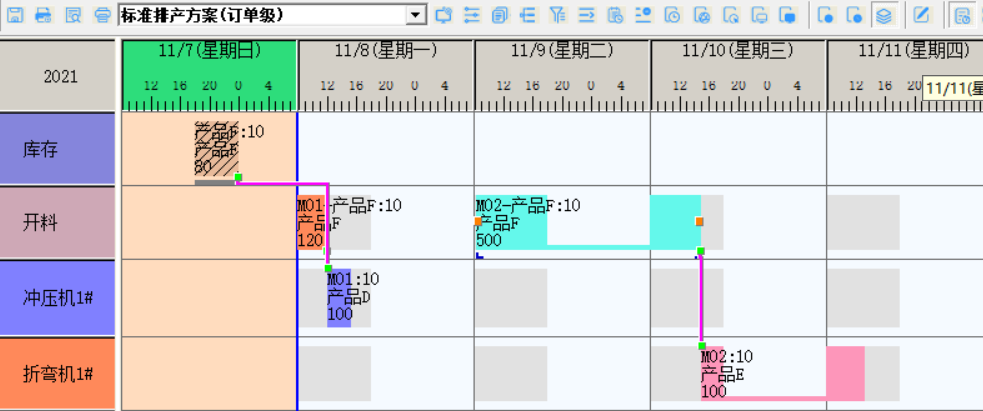 标准排产方案(订单级)
2021
11/7(星期日)
11/8(星期一)
11/9(星期二)
11/10(星期三)
11/11(星期四)
12 16 20 0 4
12 16 20 0 4
12 16 20 0 4
12 16 20 0 4
12 16 20
11/11(星
库存
产品F:10
产品F
80
开料
M01-产品F:10
产品F
120
M02-产品F:10
产品F
500
冲压机1#
M01:10
产品D
100
折弯机1#
M02:10
产品E
100